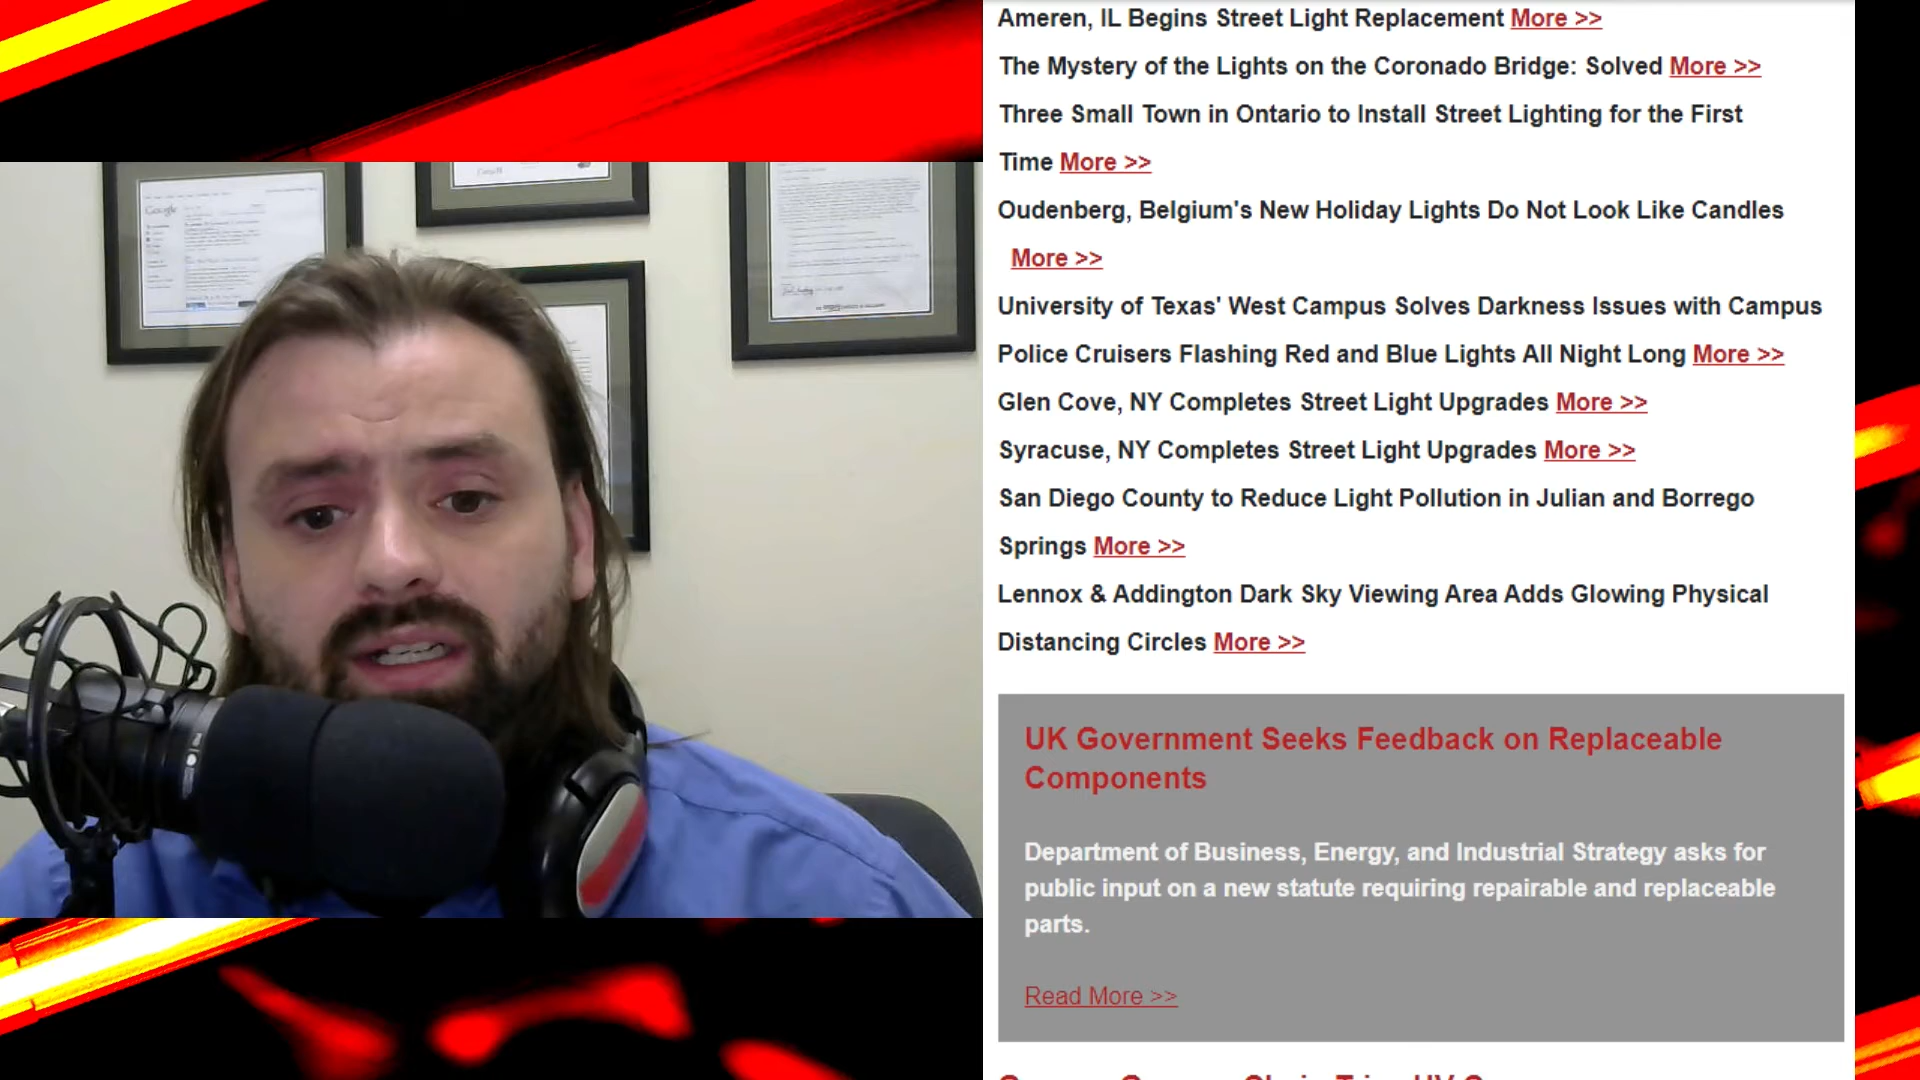 Ameren, IL Begins Street Light Replacement More >>
The Mystery of the Lights on the Coronado Bridge: Solved More >>
Three Small Town in Ontario to Install Street Lighting for the First
Time More >>
Oudenberg, Belgium's New Holiday Lights Do Not Look Like Candles
More >>
University of Texas' West Campus Solves Darkness Issues with Campus
Police Cruisers Flashing Red and Blue Lights All Night Long More >>
Glen Cove, NY Completes Street Light Upgrades More >>
Syracuse, NY Completes Street Light Upgrades More >>
San Diego County to Reduce Light Pollution in Julian and Borrego
Springs More >>
Lennox & Addington Dark Sky Viewing Area Adds Glowing Physical
Distancing Circles More >>
UK Government Seeks Feedback on Replaceable
Components
Department of Business, Energy, and Industrial Strategy asks for
public input on a new statute requiring repairable and replaceable
parts.
Read More >>
Google